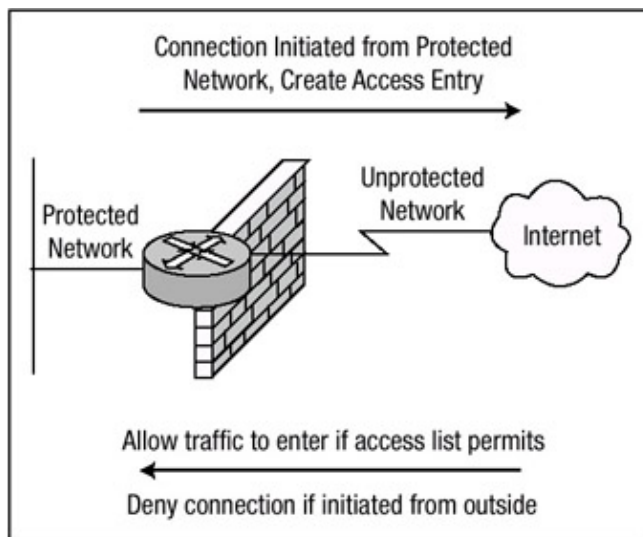 Connection Initiated from Protected
Network, Create Access Entry
Protected
Network
Unprotected
Network
Internet
Allow traffic to enter if access list permits
Deny connection if initiated from outside